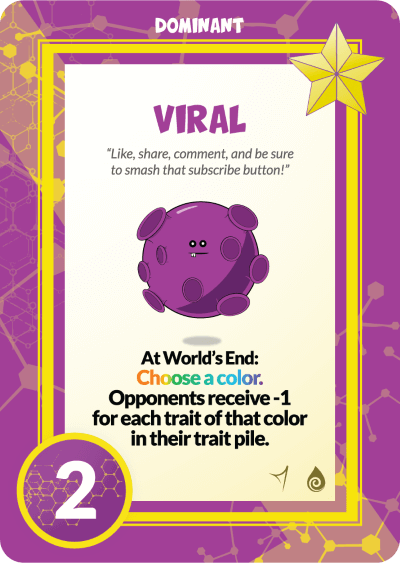 DOMINANT
VIRAL
“Like, share, comment, and be sure
to smash that subscribe button!”
At World’s End:
Choose a color.
Opponents receive -1
for each trait of that color
in their trait pile.
2